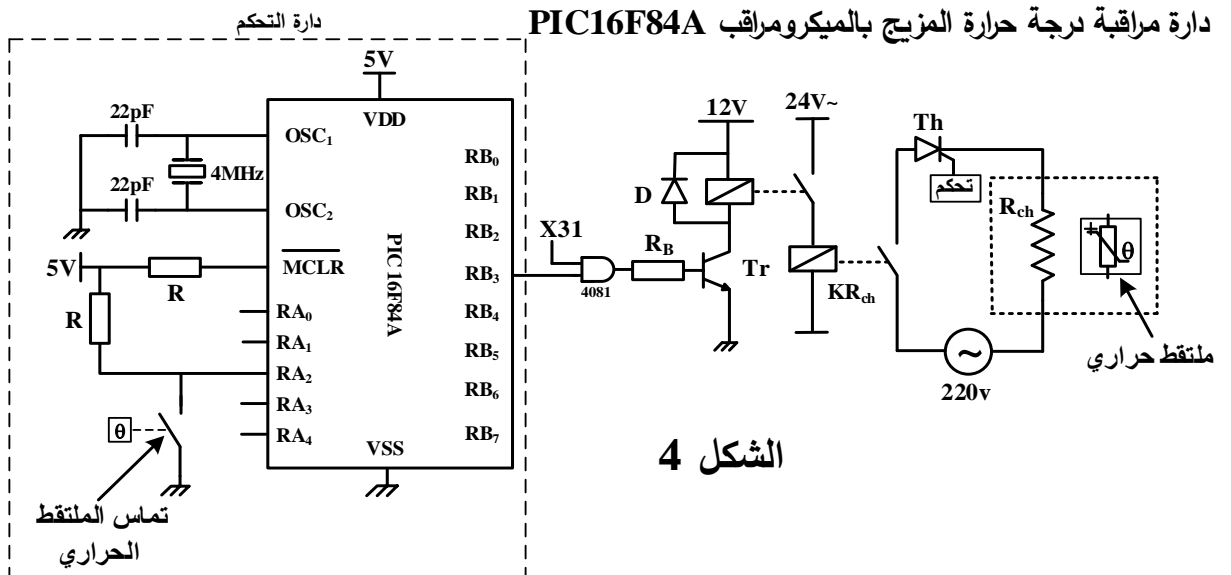 دارة مراقبة درجة حرارة المزيج بالميكرومراقب PIC16F84A
دارة التحكم
5V
VDD
22pF
OSC1
4MHz
22pF
OSC2
5V
MCLR
R
R
RA0
RA1
RA2
RA3
RA4
PIC 16F84A
VSS
RB0
RB1
RB2
RB3
RB4
RB5
RB6
RB7
θ
تماس الملتقط
الحراري
X31
4081
RB
12V
D
Tr
24V~
KRch
Th
تحكم
Rch
θ
+
~
220v
ملتقط حراري
الشكل 4